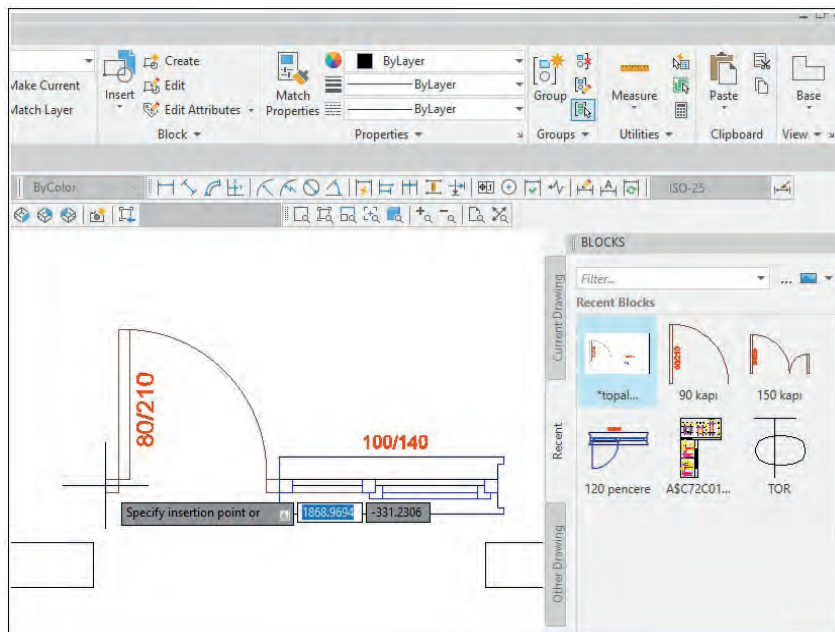 Create
ByLayer
Make Current
Insert
Edit
Match
Properties
ByLayer
Group
Measure
Paste
Base
Match Layer
Edit Attributes
ByLayer
Block
Properties
Groups
Utilities
Clipboard
View
ByColor
ISO-25
BLOCKS
Current Drawing
Filter...
...
Recent Blocks
80/210
*topal...
90 kapı
150 kapı
Recent
100/140
120 pencere
A$C72C01...
TOR
Specify insertion point or
1868.9694
-331.2306
Other Drawing